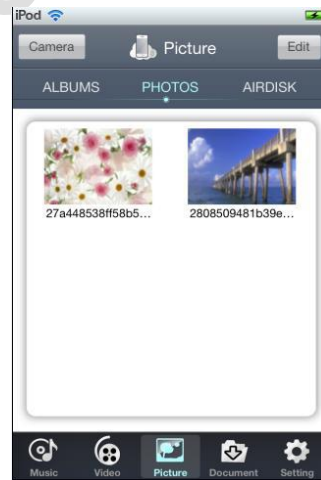 iPod
Camera Picture Edit
ALBUMS PHOTOS AIRDISK
27a448538ff58b5... 2808509481b39e...
Music Video Picture Document Setting